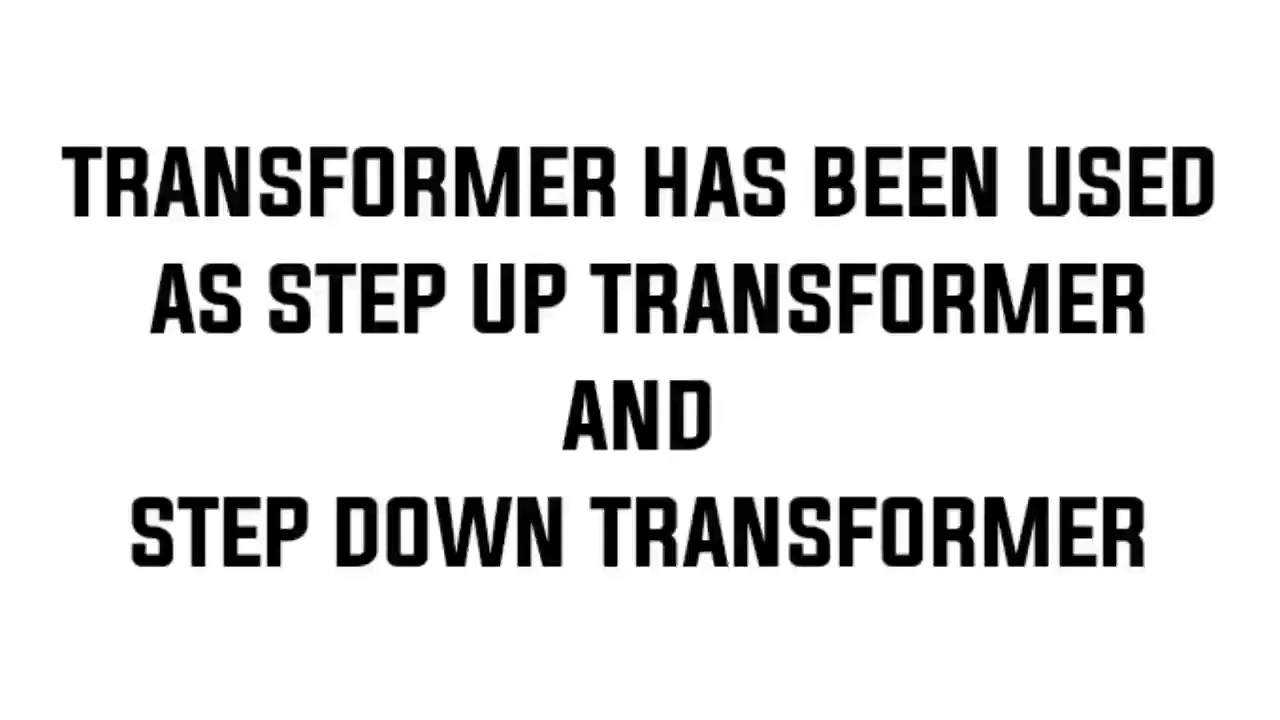 TRANSFORMER HAS BEEN USED
AS STEP UP TRANSFORMER
AND
STEP DOWN TRANSFORMER